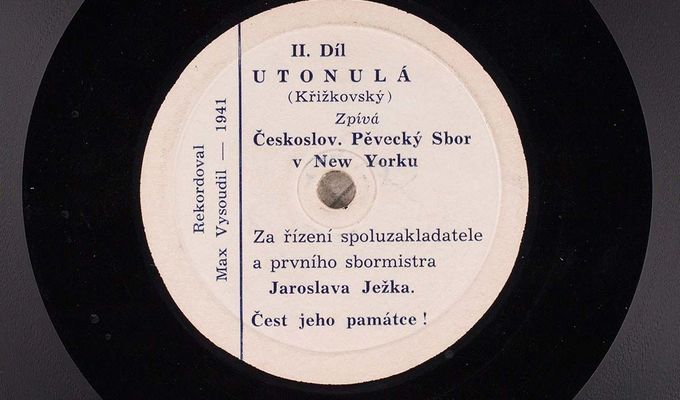 II. Díl
UTONULÁ
(Křižkovský)
Zpívá
Českoslov. Pěvecký Sbor
v New Yorku
Za řízení spoluzakladatele
a prvního sbormistra
Jaroslava Ježka.
Čest jeho památce!
Rekordoval
Max Vysoudil — 1941